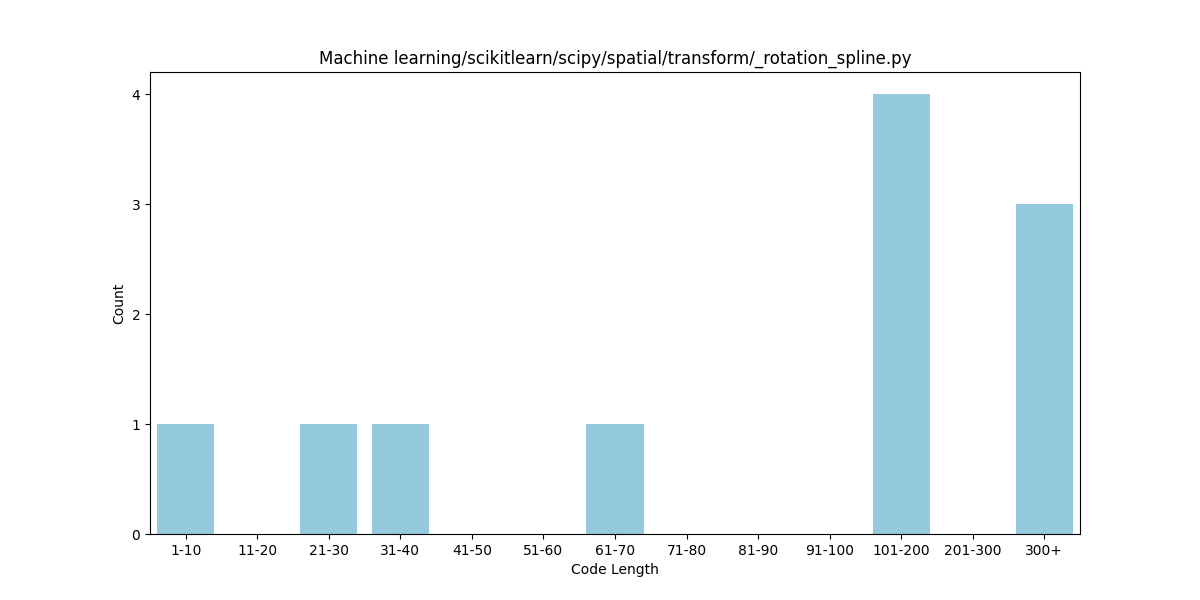 Machine learning/scikitlearn/scipy/spatial/transform/_rotation_spline.py
4
3
2
1
0
Count
1-10 11-20 21-30 31-40 41-50 51-60 61-70 71-80 81-90 91-100 101-200 201-300 300+
Code Length